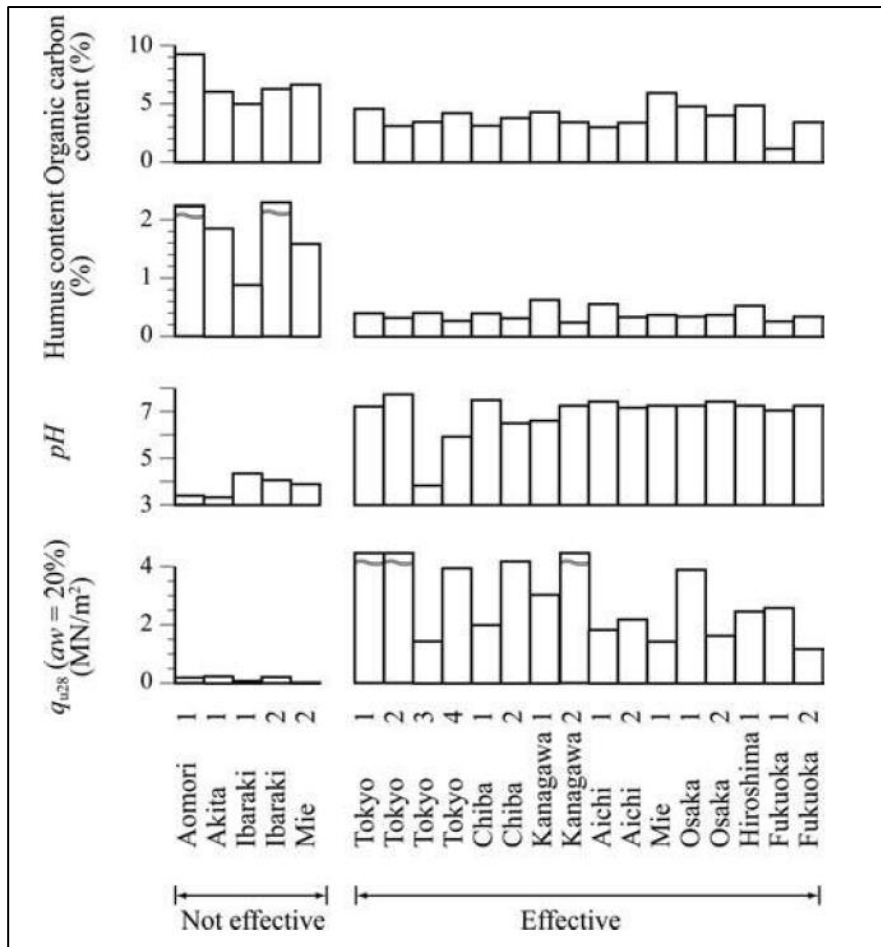 Organic carbon
content (%)
10
5
0
Humus content
(%)
2
1
0
pH
7
5
3
q_u28 (aw = 20%)
(MN/m²)
4
2
0
Aomori 1
Akita 1
Ibaraki 1
Ibaraki 2
Mie 2
Tokyo 1
Tokyo 2
Tokyo 3
Tokyo 4
Chiba 1
Chiba 2
Kanagawa 1
Kanagawa 2
Aichi 1
Aichi 2
Mie 1
Osaka 1
Osaka 2
Hiroshima 1
Fukuoka 1
Fukuoka 2
Not effective
Effective